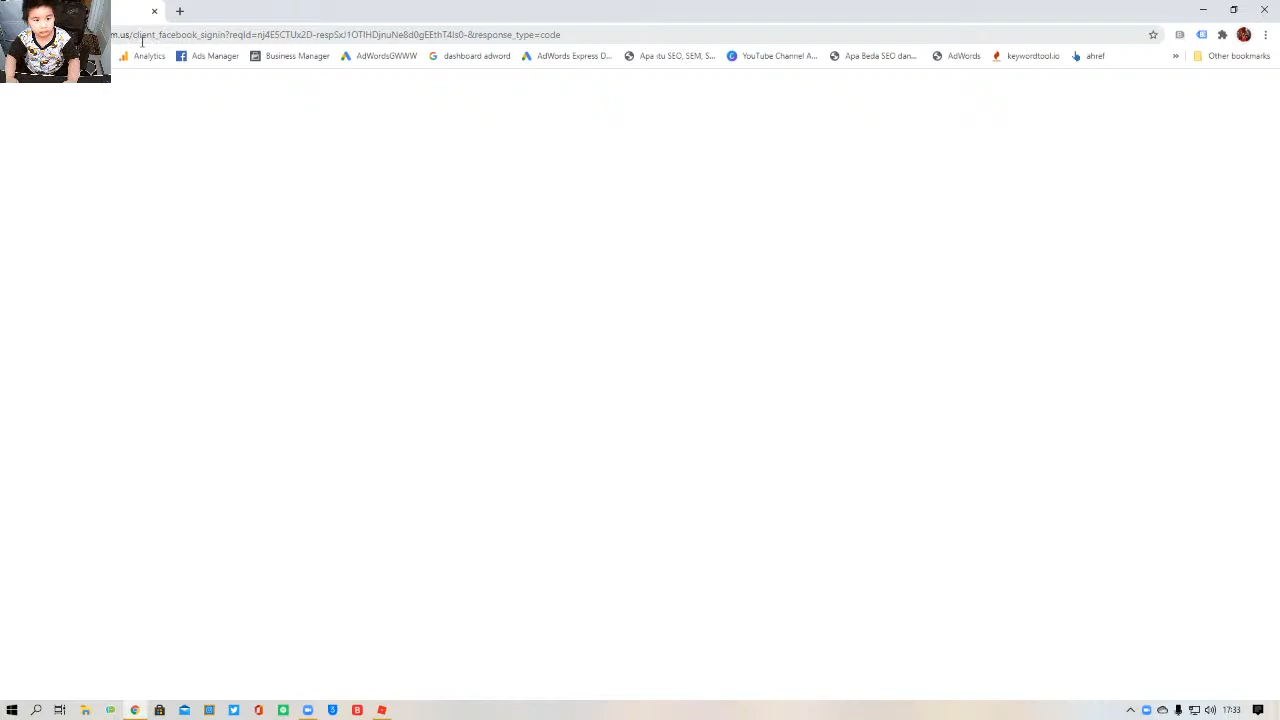 m.us/client_facebook_signin?reqId=nj4E5CTUx2D-respSxJ1OTIHDjnuNe8d0gEEthT4Is0-&response_type=code
Analytics Ads Manager Business Manager AdWordsGWWW dashboard adword AdWords Express D... Apa itu SEO, SEM, S... YouTube Channel A... Apa Beda SEO dan... AdWords keywordtool.io ahref » Other bookmarks
17:33